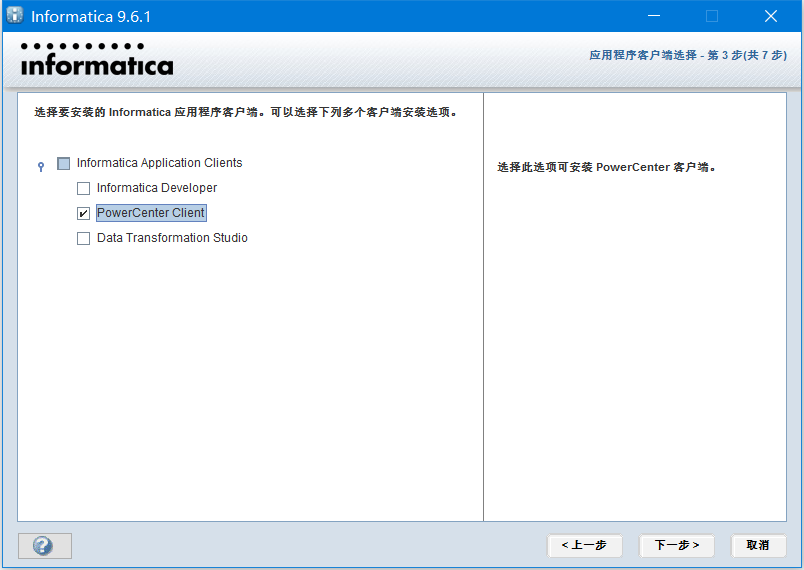 Informatica 9.6.1
informatica
应用程序客户端选择 - 第 3 步(共 7 步)
选择要安装的 Informatica 应用程序客户端。可以选择下列多个客户端安装选项。
Informatica Application Clients
Informatica Developer
PowerCenter Client
Data Transformation Studio
选择此选项可安装 PowerCenter 客户端。
?
< 上一步
下一步 >
取消